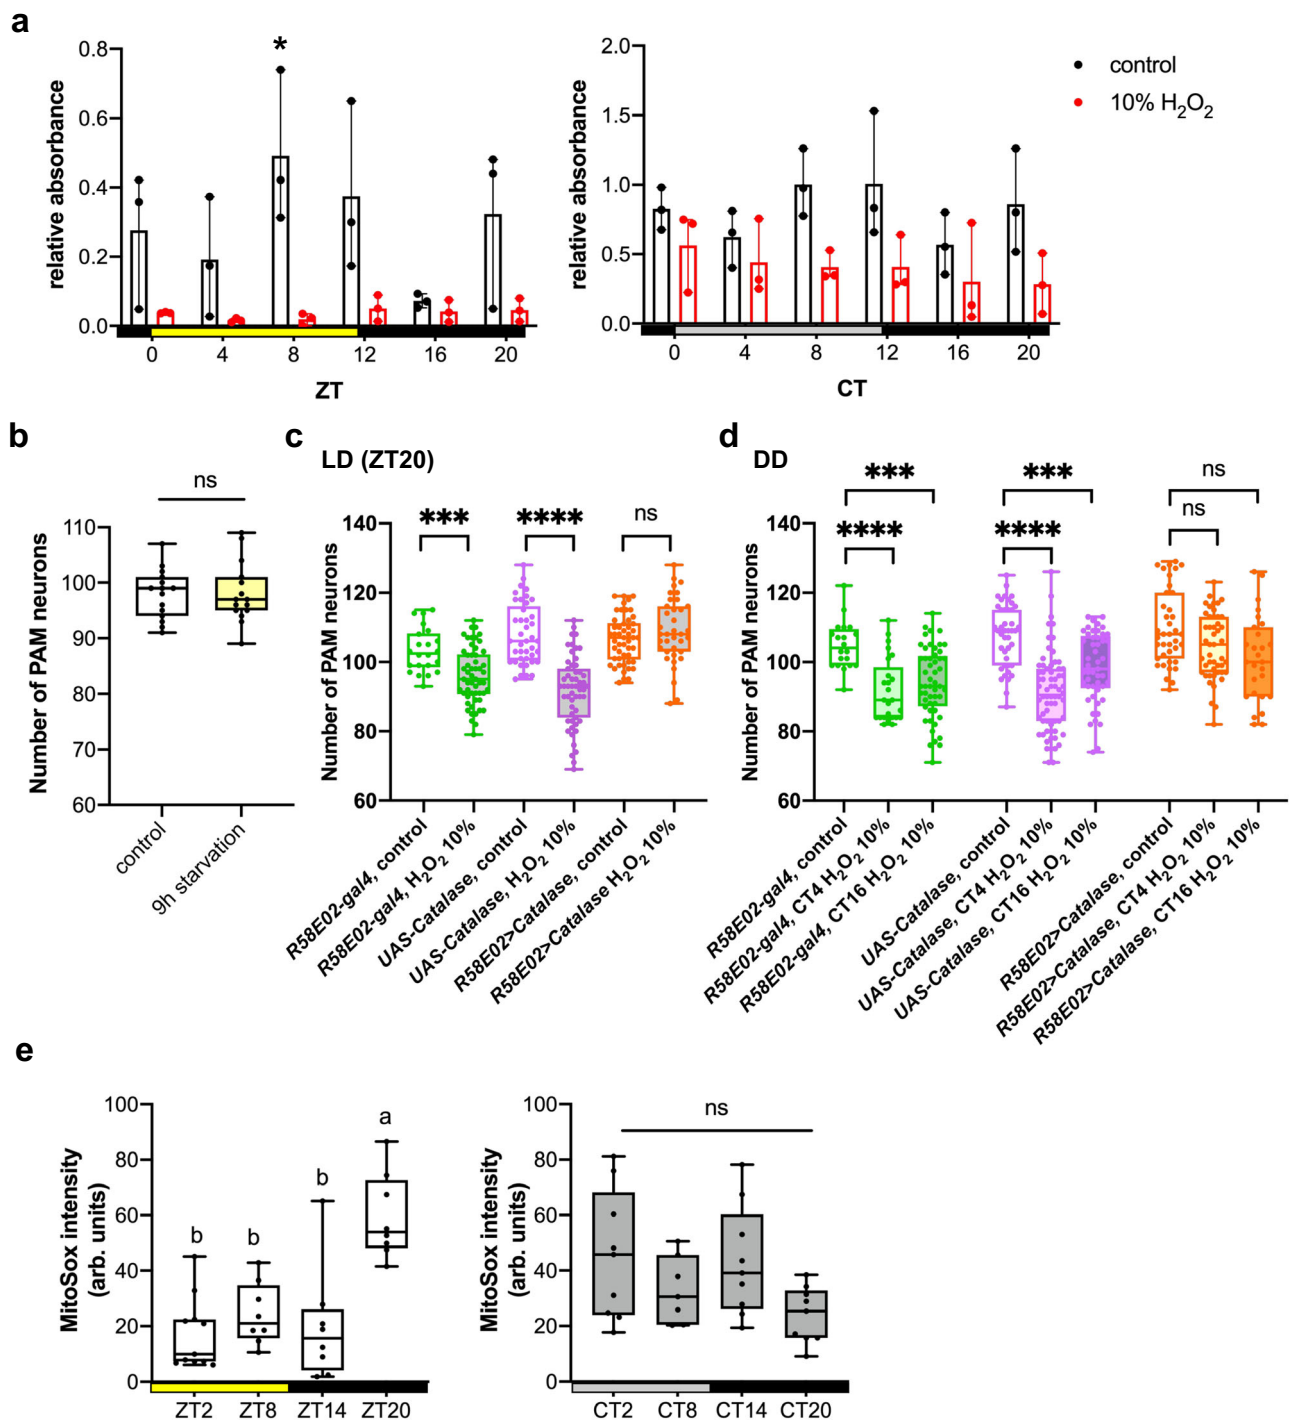 a
0.8
0.6
0.4
0.2
0.0
relative absorbance
*
0 4 8 12 16 20
ZT
2.0
1.5
1.0
0.5
0.0
relative absorbance
0 4 8 12 16 20
CT
control
10% H₂O₂
b
ns
110
100
90
80
70
60
Number of PAM neurons
control
9h starvation
c
LD (ZT20)
*** **** ns
140
120
100
80
60
Number of PAM neurons
R58E02-gal4, control
R58E02-gal4, H₂O₂ 10%
UAS-Catalase, control
UAS-Catalase, H₂O₂ 10%
R58E02>Catalase, control
R58E02>Catalase H₂O₂ 10%
d
DD
*** *** ns
**** **** ns
140
120
100
80
60
Number of PAM neurons
R58E02-gal4, control
R58E02-gal4, CT4 H₂O₂ 10%
R58E02-gal4, CT16 H₂O₂ 10%
UAS-Catalase, control
UAS-Catalase, CT4 H₂O₂ 10%
UAS-Catalase, CT16 H₂O₂ 10%
R58E02>Catalase, control
R58E02>Catalase, CT4 H₂O₂ 10%
R58E02>Catalase, CT16 H₂O₂ 10%
e
100
80
60
40
20
0
MitoSox intensity
(arb. units)
b b b a
ZT2 ZT8 ZT14 ZT20
100
80
60
40
20
0
MitoSox intensity
(arb. units)
ns
CT2 CT8 CT14 CT20